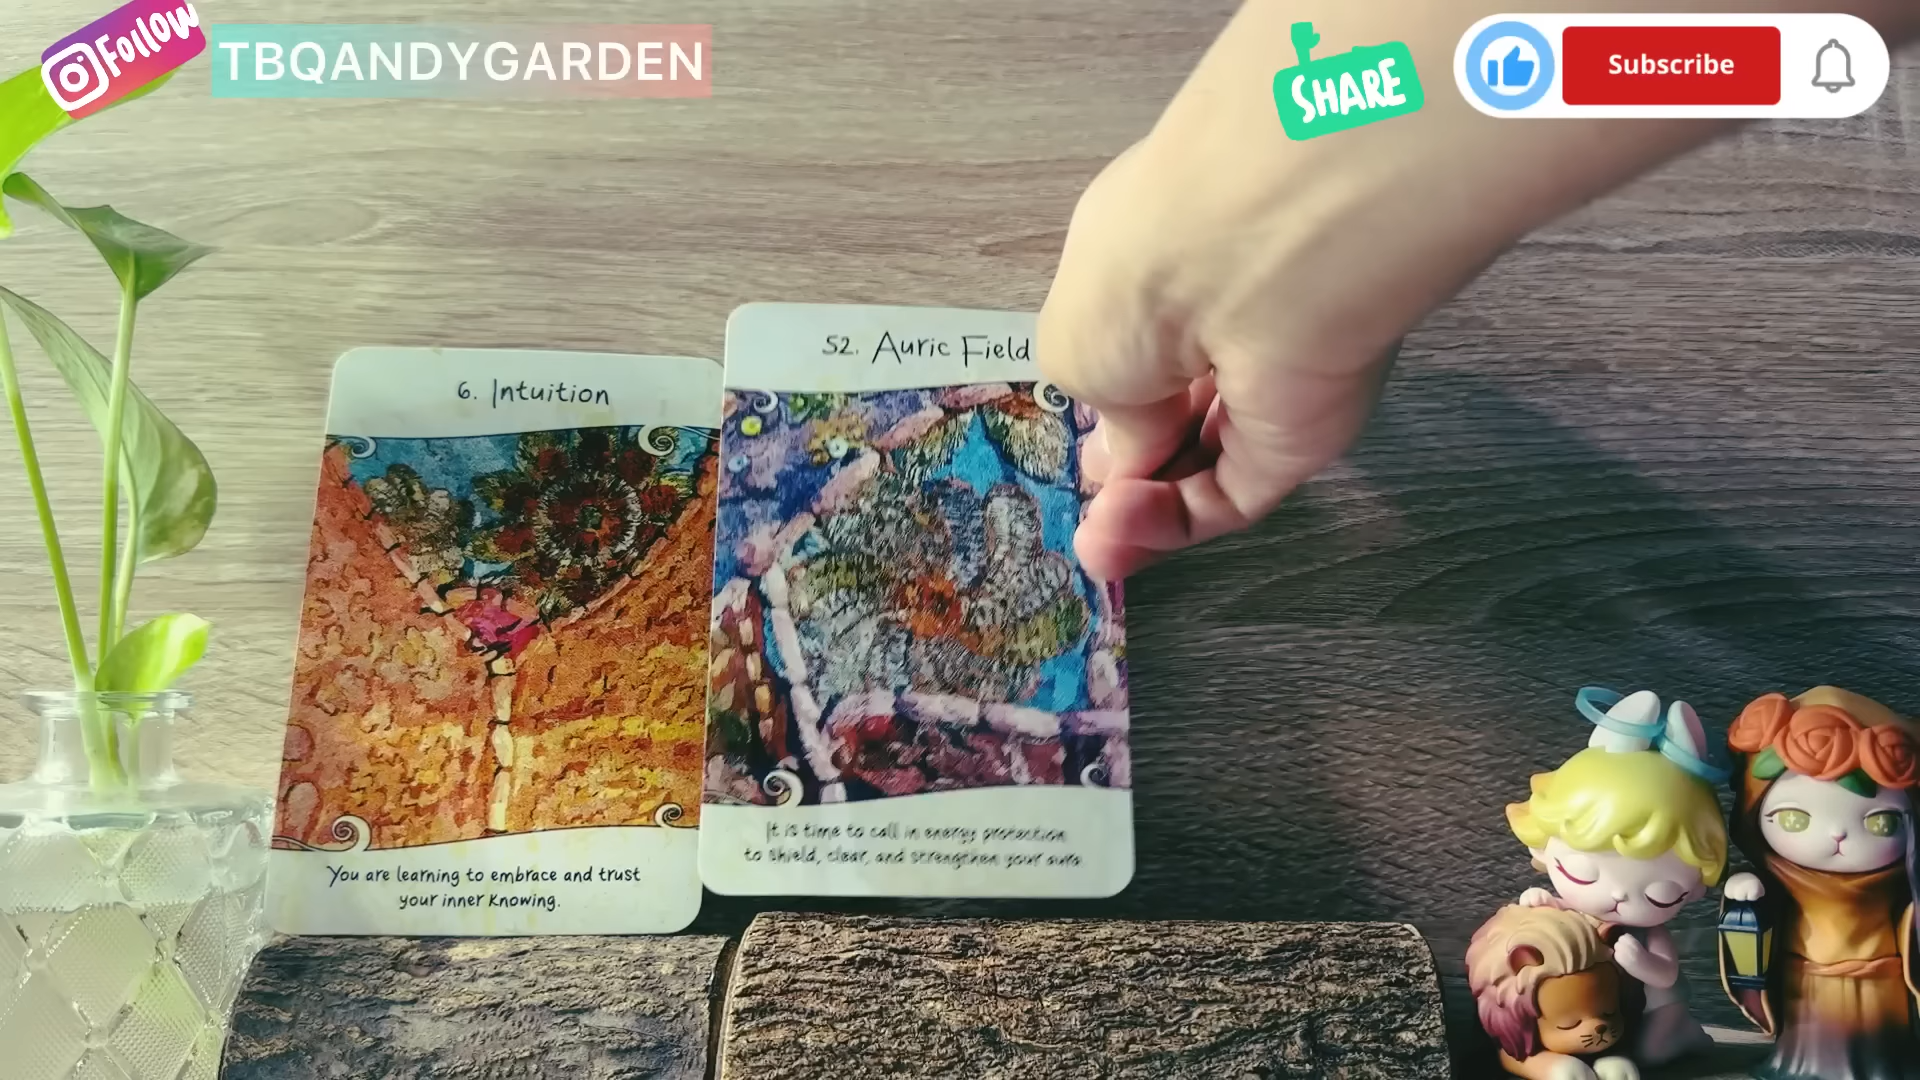 Follow
TBQANDYGARDEN
SHARE
Subscribe
6. Intuition
You are learning to embrace and trust
your inner knowing.
52. Auric Field
It is time to call in energy protection
to shield, clear, and strengthen your aura